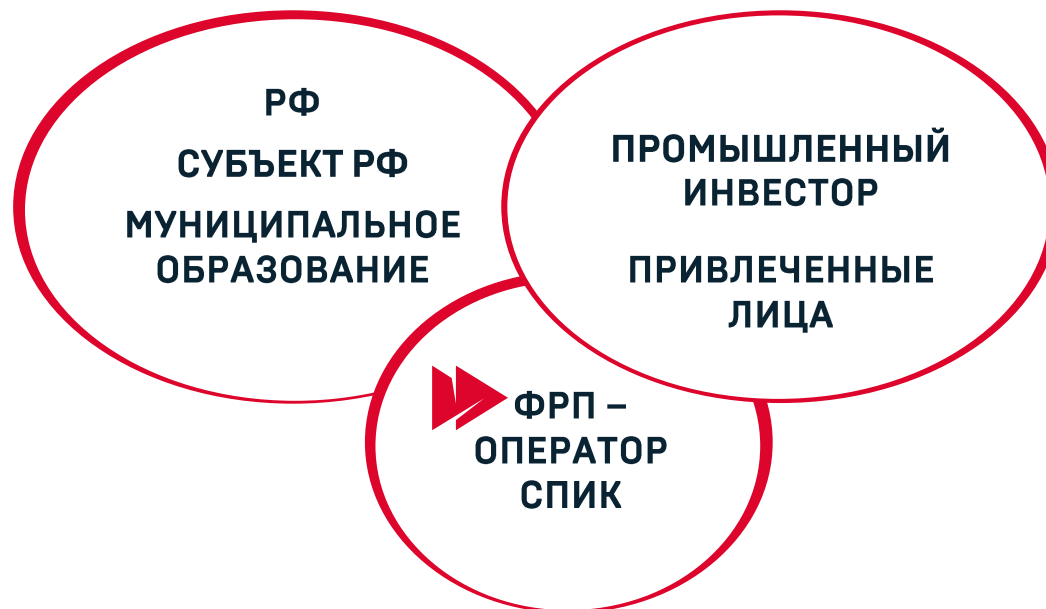 РФ
СУБЪЕКТ РФ
МУНИЦИПАЛЬНОЕ
ОБРАЗОВАНИЕ
ПРОМЫШЛЕННЫЙ
ИНВЕСТОР
ПРИВЛЕЧЕННЫЕ
ЛИЦА
ФРП –
ОПЕРАТОР
СПИК